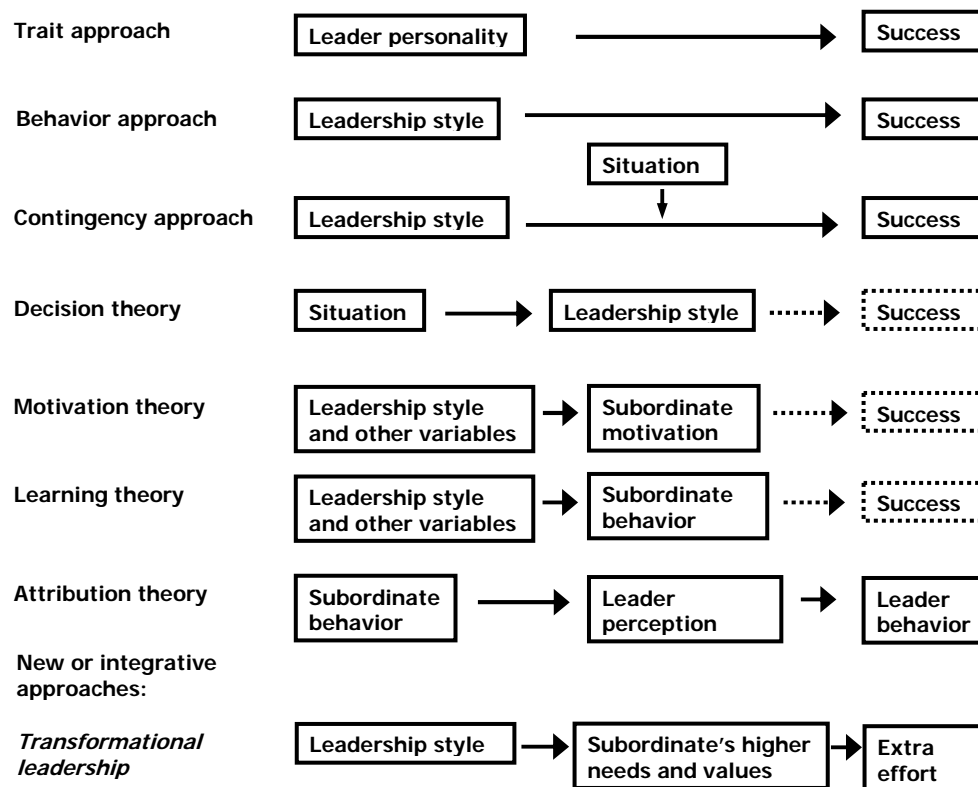 Trait approach
Leader personality
Success
Behavior approach
Leadership style
Success
Situation
Contingency approach
Leadership style
Success
Decision theory
Situation
Leadership style
Success
Motivation theory
Leadership style
and other variables
Subordinate
motivation
Success
Learning theory
Leadership style
and other variables
Subordinate
behavior
Success
Attribution theory
Subordinate
behavior
Leader
perception
Leader
behavior
New or integrative
approaches:
Transformational
leadership
Leadership style
Subordinate's higher
needs and values
Extra
effort